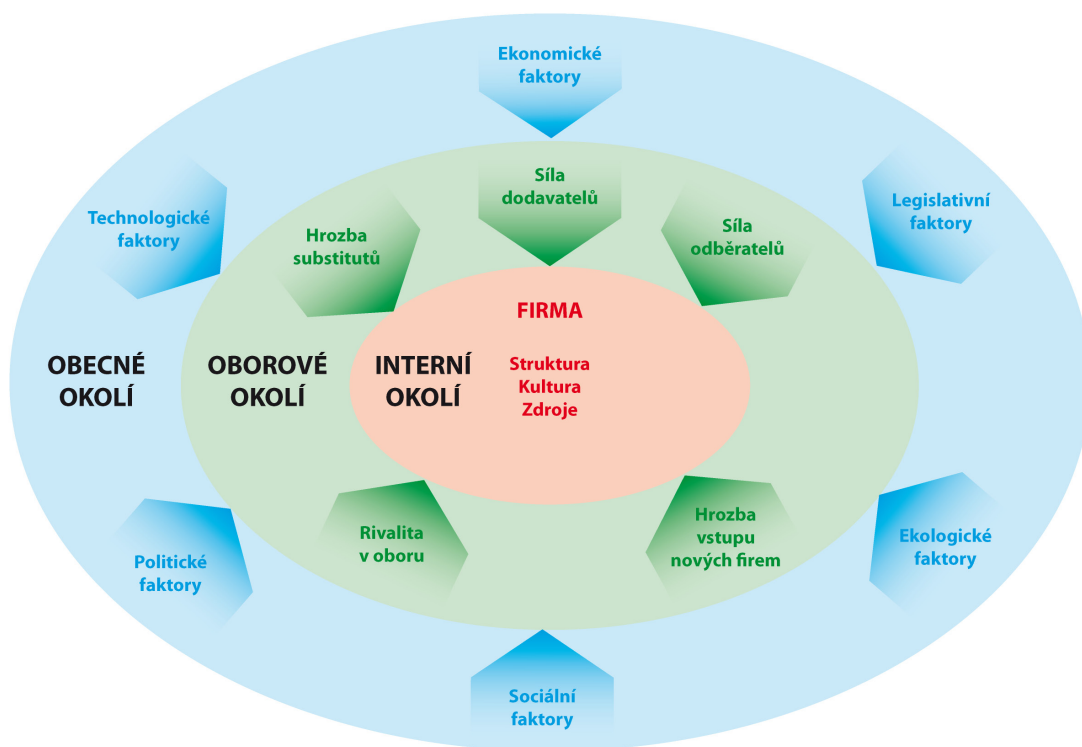 Ekonomické
faktory
Technologické
faktory
Legislativní
faktory
Síla
dodavatelů
Hrozba
substitutů
Síla
odběratelů
FIRMA
OBECNÉ
OKOLÍ
OBOROVÉ
OKOLÍ
INTERNÍ
OKOLÍ
Struktura
Kultura
Zdroje
Politické
faktory
Rivalita
v oboru
Hrozba
vstupu
nových firem
Ekologické
faktory
Sociální
faktory